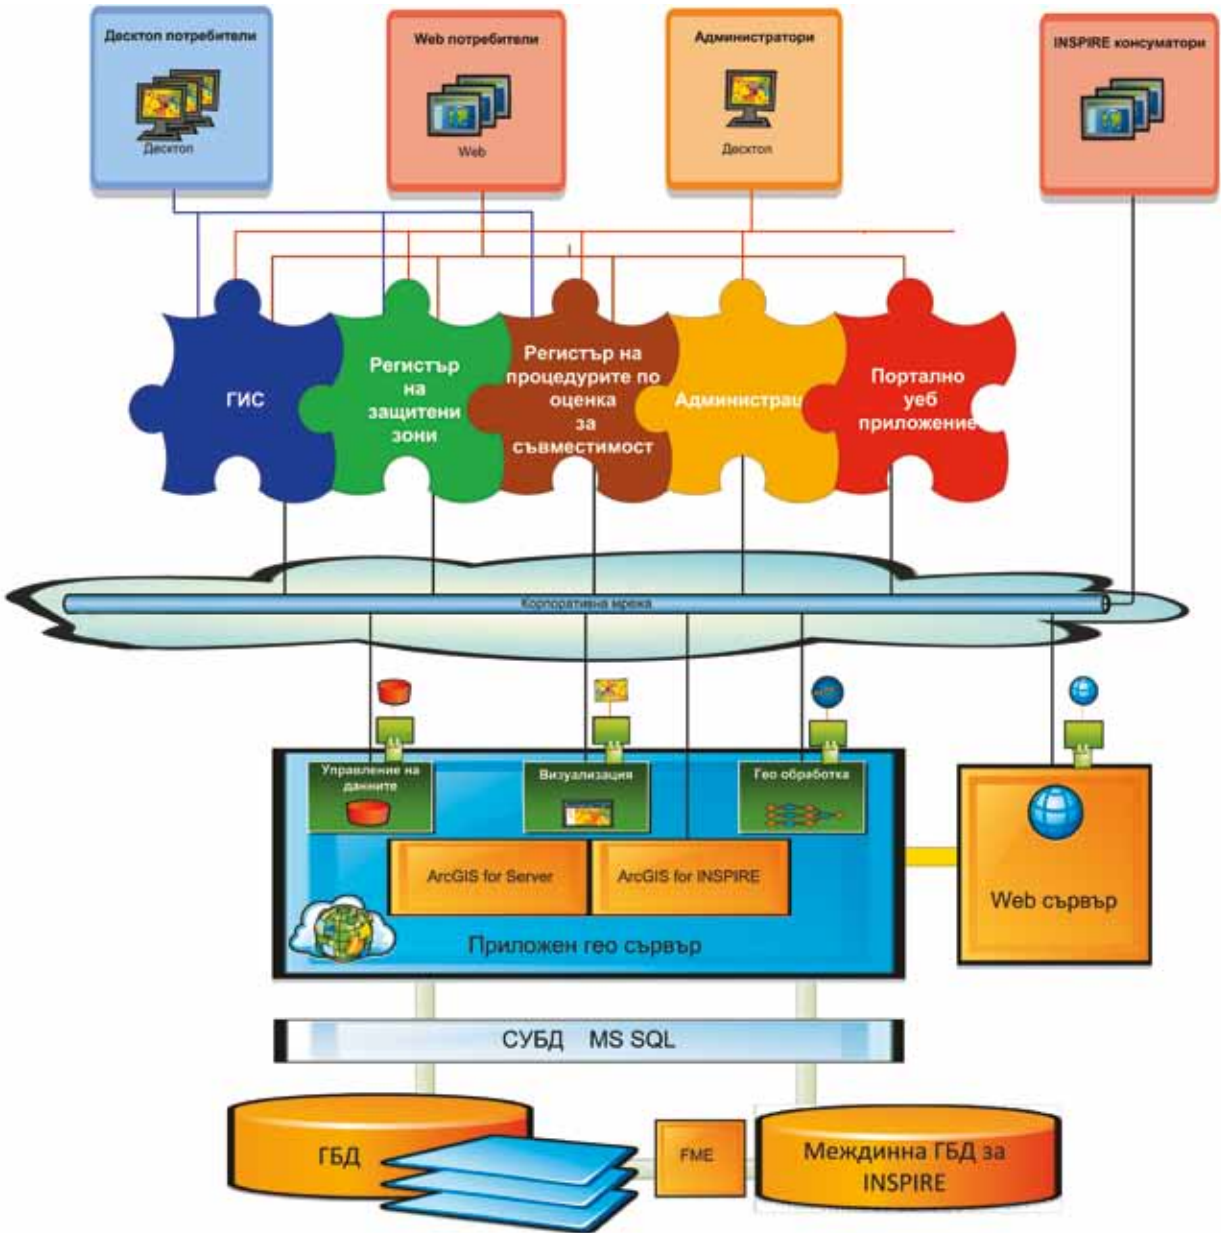 Десктоп потребители
Web потребители
Администратори
INSPIRE консуматори
Десктоп
Web
Десктоп
ГИС
Регистър
на
защитени
зони
Регистър на
процедурите по
оценка
за
съвместимост
Администрац
Портално
уеб
приложение
Корпоративна мрежа
Управление на
данните
Визуализация
Гео обработка
ArcGIS for Server
ArcGIS for INSPIRE
Web сървър
Приложен гео сървър
СУБД MS SQL
ГБД
FME
Междинна ГБД за
INSPIRE